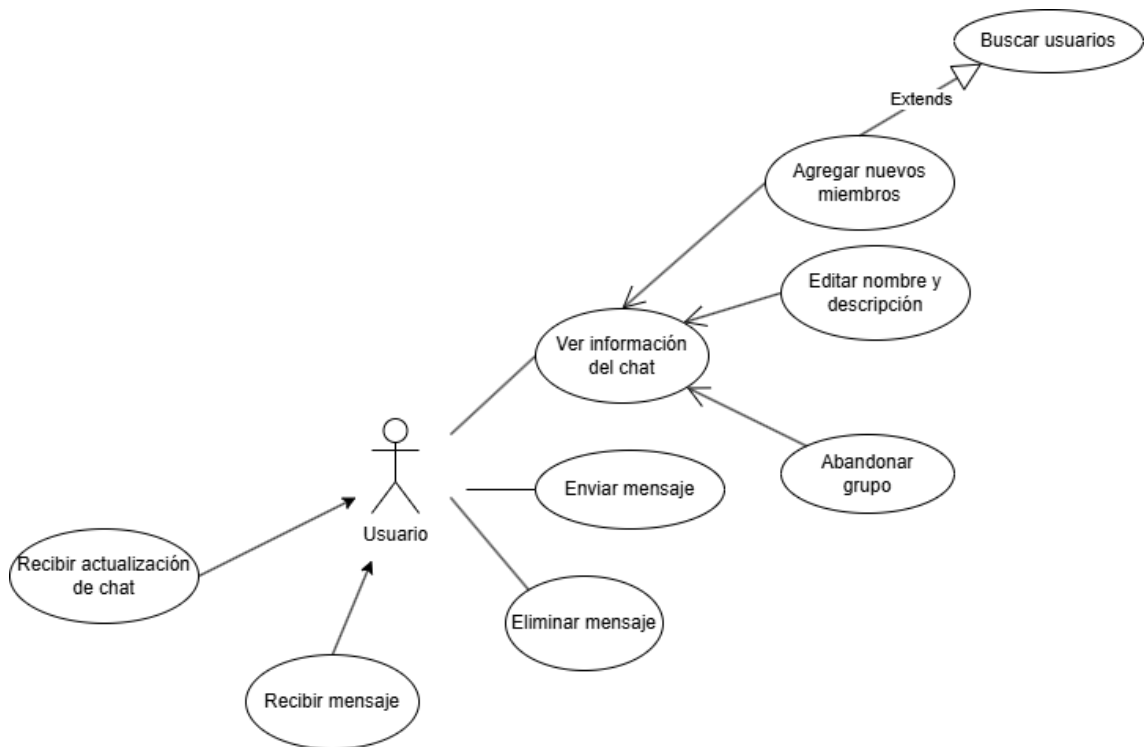 Buscar usuarios
Extends
Agregar nuevos
miembros
Editar nombre y
descripción
Ver información
del chat
Abandonar
grupo
Enviar mensaje
Usuario
Recibir actualización
de chat
Eliminar mensaje
Recibir mensaje